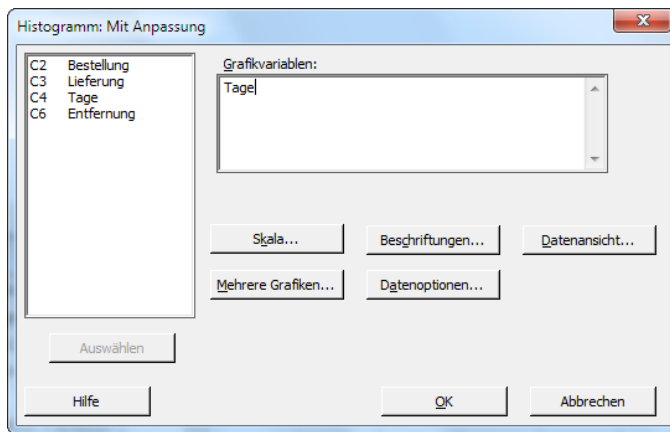 Histogramm: Mit Anpassung
C2 Bestellung
C3 Lieferung
C4 Tage
C6 Entfernung
Grafikvariablen:
Tage
Skala...
Beschriftungen...
Datenansicht...
Mehrere Grafiken...
Datenoptionen...
Auswählen
Hilfe
OK
Abbrechen